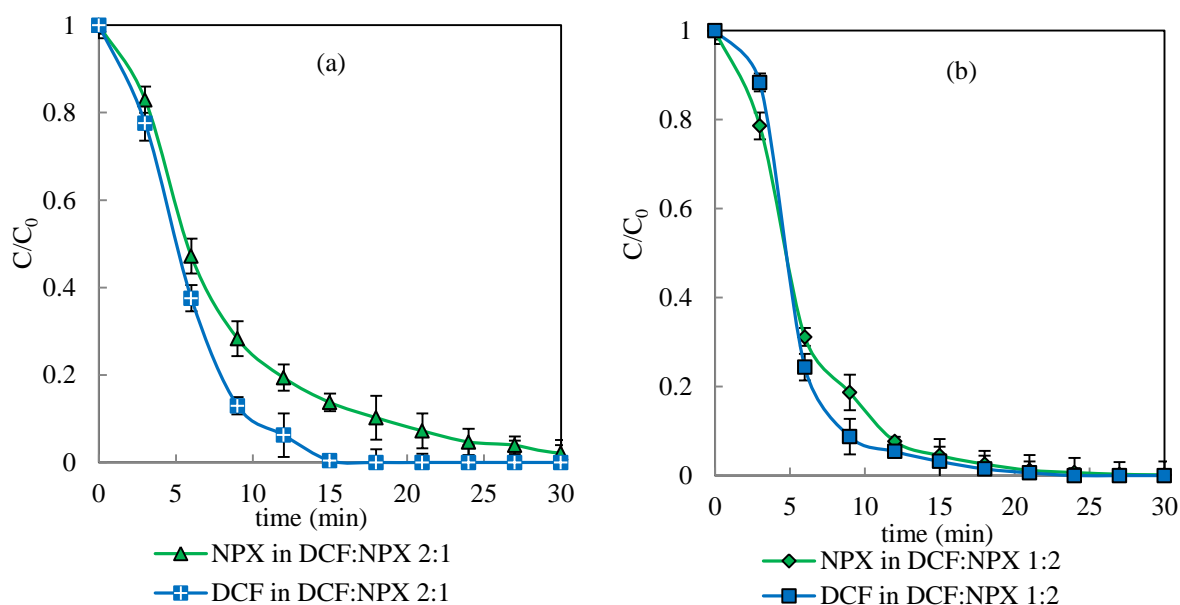 (a)
C/C0
1
0.8
0.6
0.4
0.2
0
0 5 10 15 20 25 30
time (min)
NPX in DCF:NPX 2:1
DCF in DCF:NPX 2:1
(b)
C/C0
1
0.8
0.6
0.4
0.2
0
0 5 10 15 20 25 30
time (min)
NPX in DCF:NPX 1:2
DCF in DCF:NPX 1:2